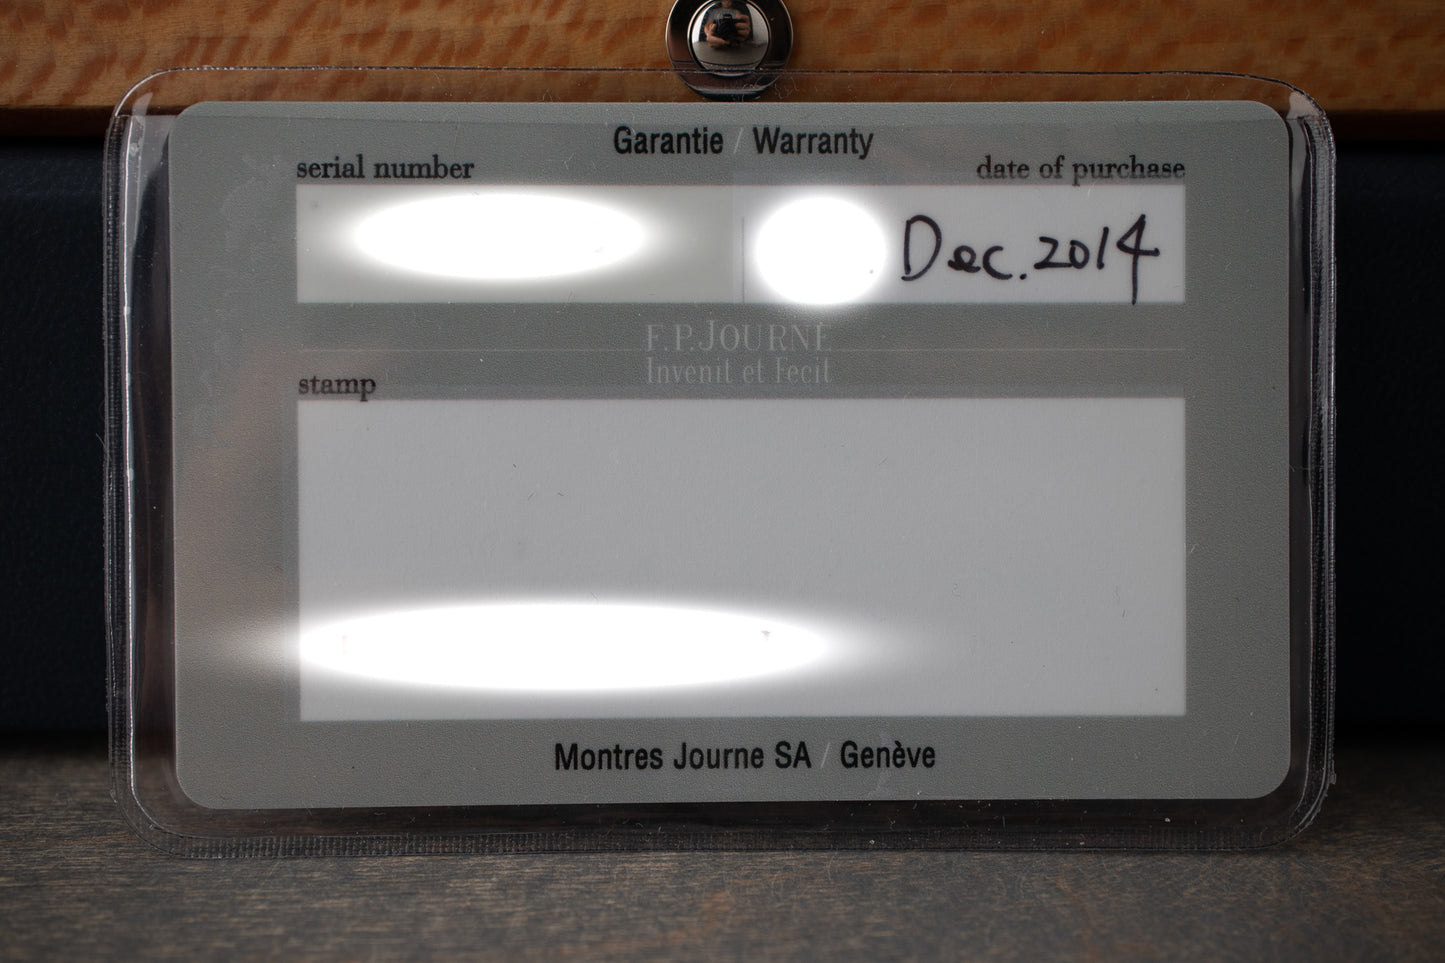 Garantie / Warranty
serial number
date of purchase
Dec. 2014
F.P.JOURNE
Invenit et Fecit
stamp
Montres Journe SA / Genève